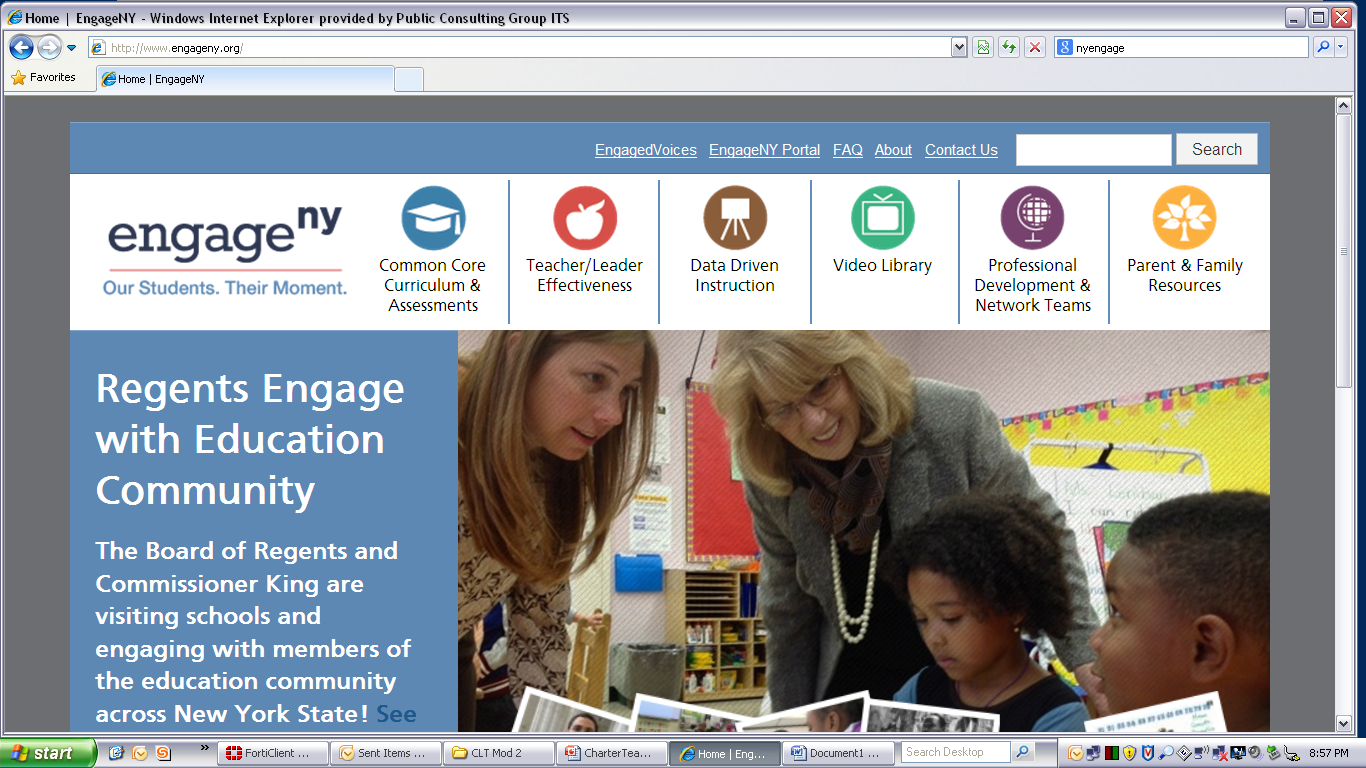 Home | EngageNY - Windows Internet Explorer provided by Public Consulting Group ITS
http://www.engageny.org/
nyengage
Favorites
Home | EngageNY
EngagedVoices EngageNY Portal FAQ About Contact Us Search
engage ny
Our Students. Their Moment.
Common Core
Curriculum &
Assessments
Teacher/Leader
Effectiveness
Data Driven
Instruction
Video Library
Professional
Development &
Network Teams
Parent & Family
Resources
Regents Engage
with Education
Community
The Board of Regents and
Commissioner King are
visiting schools and
engaging with members of
the education community
across New York State! See
start
»
FortiClient ...
Sent Items ...
CLT Mod 2
CharterTea...
Home | Eng...
Document1 ...
Search Desktop
8:57 PM